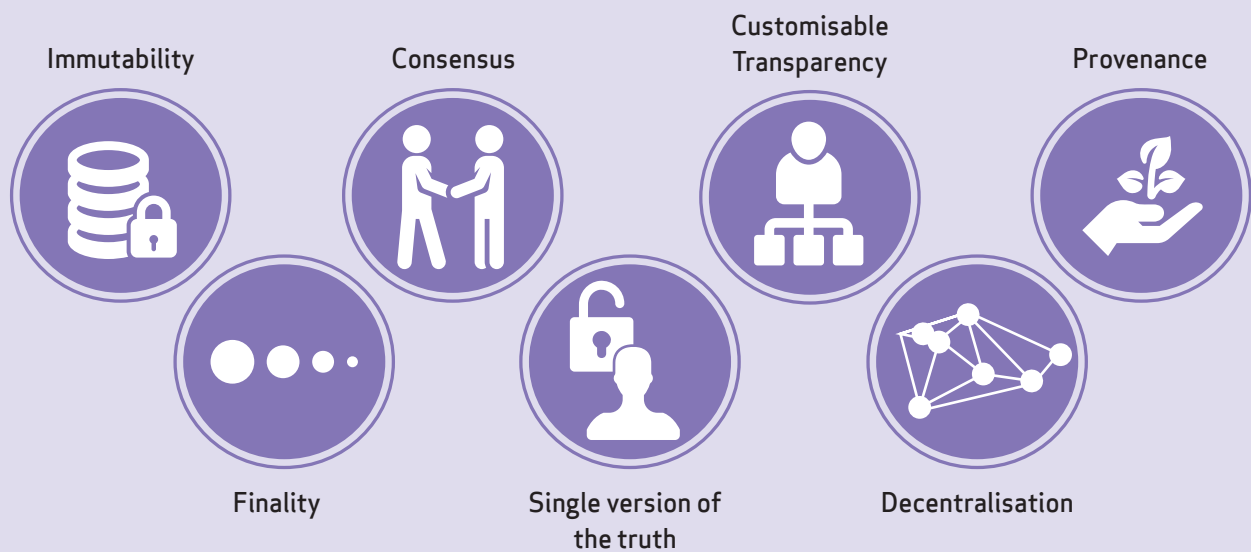 Immutability
Consensus
Customisable
Transparency
Provenance
Finality
Single version of
the truth
Decentralisation